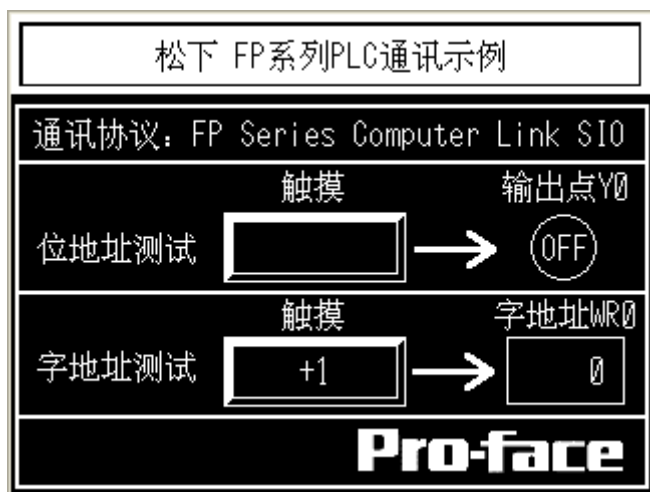 松下 FP系列PLC通讯示例
通讯协议：FP Series Computer Link SIO
触摸 输出点Y0
位地址测试 OFF
触摸 字地址WR0
字地址测试 +1 0
Pro-face